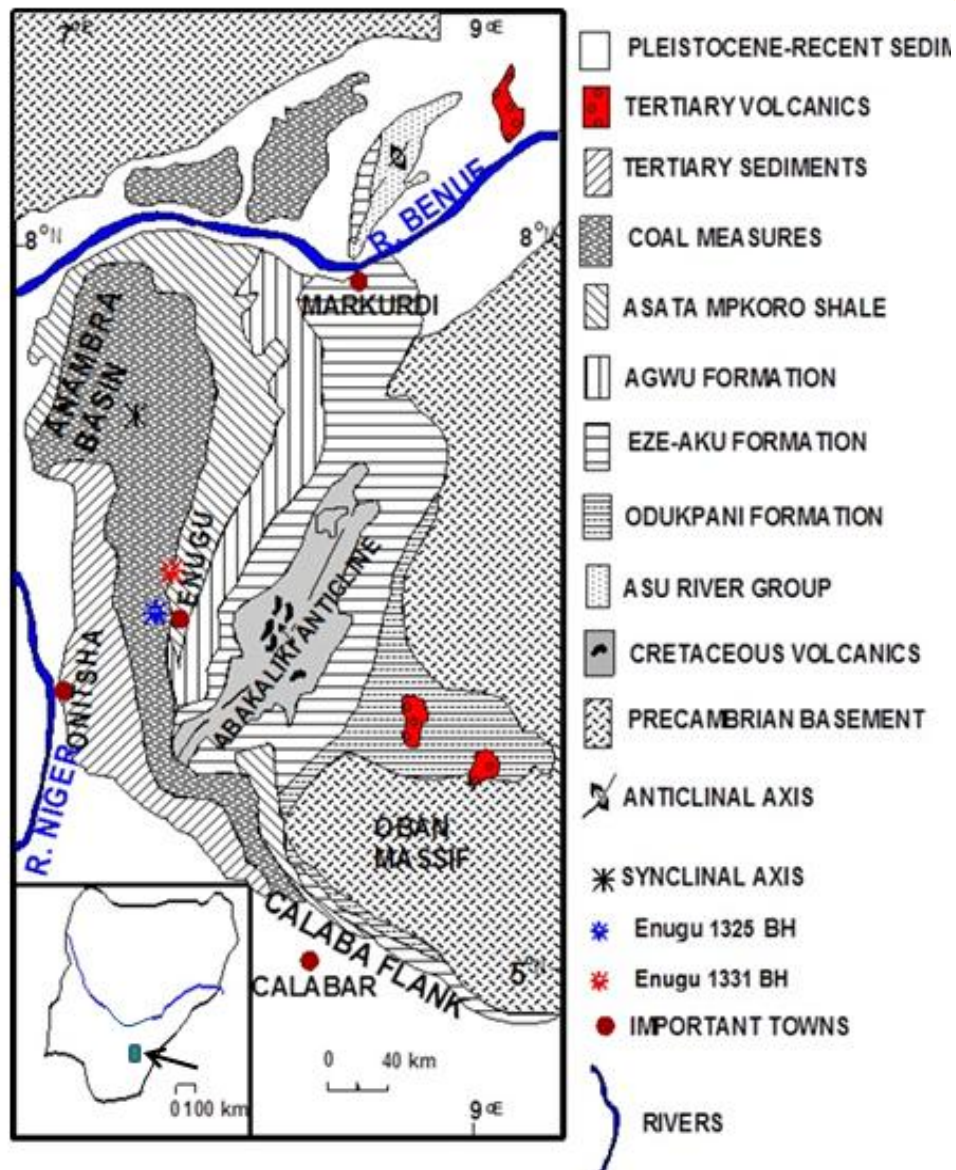 7°E
9°E
8°N
8°N
R. BENUE
MARKURDI
ANAMBRA
BASIN
ENUGU
ABAKALIKI ANTICLINE
ONITSHA
R. NIGER
OBAN
MASSIF
CALABA FLANK
5°N
CALABAR
0 40 km
0 100 km
9°E
PLEISTOCENE-RECENT SEDIM
TERTIARY VOLCANICS
TERTIARY SEDIMENTS
COAL MEASURES
ASATA MPKORO SHALE
AGWU FORMATION
EZE-AKU FORMATION
ODUKPANI FORMATION
ASU RIVER GROUP
CRETACEOUS VOLCANICS
PRECAMBRIAN BASEMENT
ANTICLINAL AXIS
SYNCLINAL AXIS
Enugu 1325 BH
Enugu 1331 BH
IMPORTANT TOWNS
RIVERS